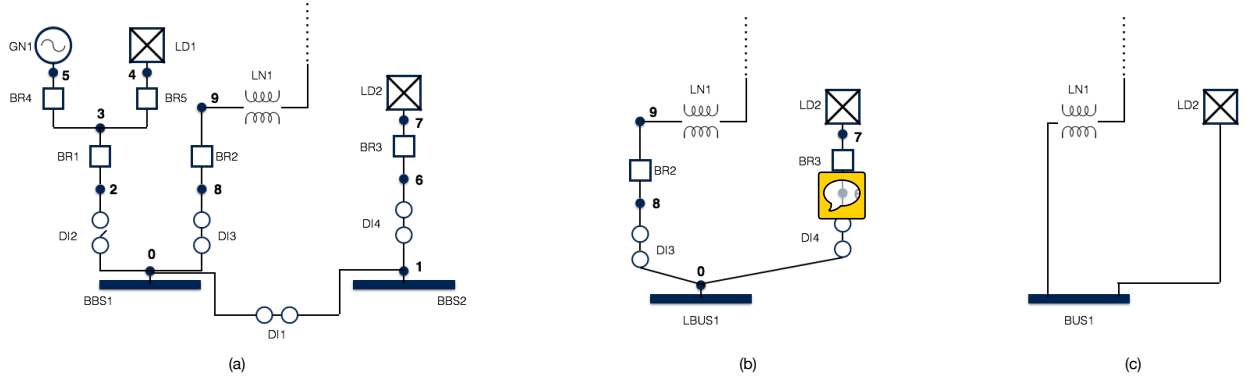 GN1
LD1
5
4
BR4
BR5
3
BR1
2
DI2
9
LN1
BR2
8
DI3
0
BBS1
DI1
LD2
7
BR3
6
DI4
1
BBS2
(a)
9
LN1
BR2
8
DI3
0
LBUS1
LD2
7
BR3
DI4
(b)
LN1
LD2
BUS1
(c)